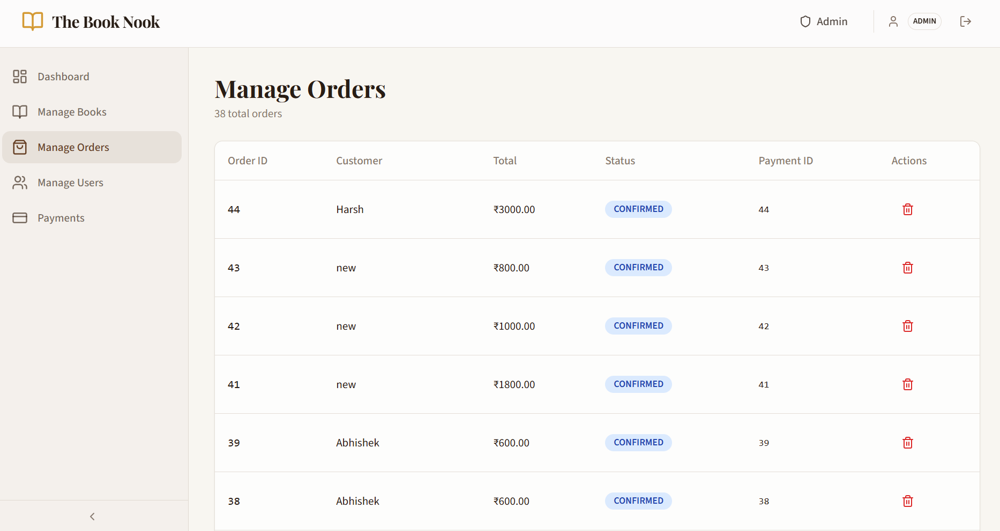 The Book Nook
Admin
ADMIN
Dashboard
Manage Books
Manage Orders
Manage Users
Payments
Manage Orders
38 total orders
Order ID Customer Total Status Payment ID Actions
44 Harsh ₹3000.00 CONFIRMED 44
43 new ₹800.00 CONFIRMED 43
42 new ₹1000.00 CONFIRMED 42
41 new ₹1800.00 CONFIRMED 41
39 Abhishek ₹600.00 CONFIRMED 39
38 Abhishek ₹600.00 CONFIRMED 38